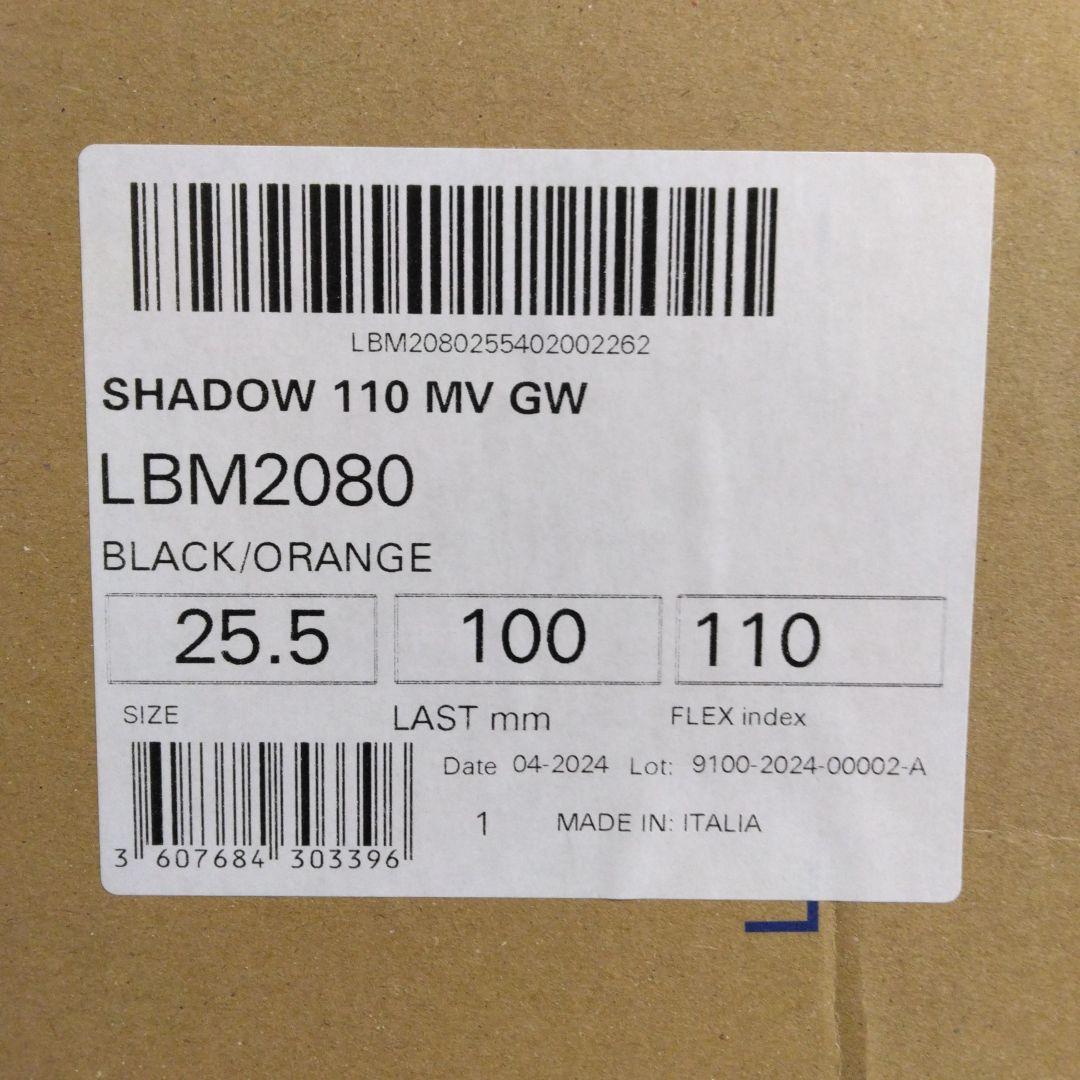 LBM2080255402002262
SHADOW 110 MV GW
LBM2080
BLACK/ORANGE
25.5 100 110
SIZE LAST mm FLEX index
Date 04-2024 Lot: 9100-2024-00002-A
1 MADE IN: ITALIA
3 607684 303396